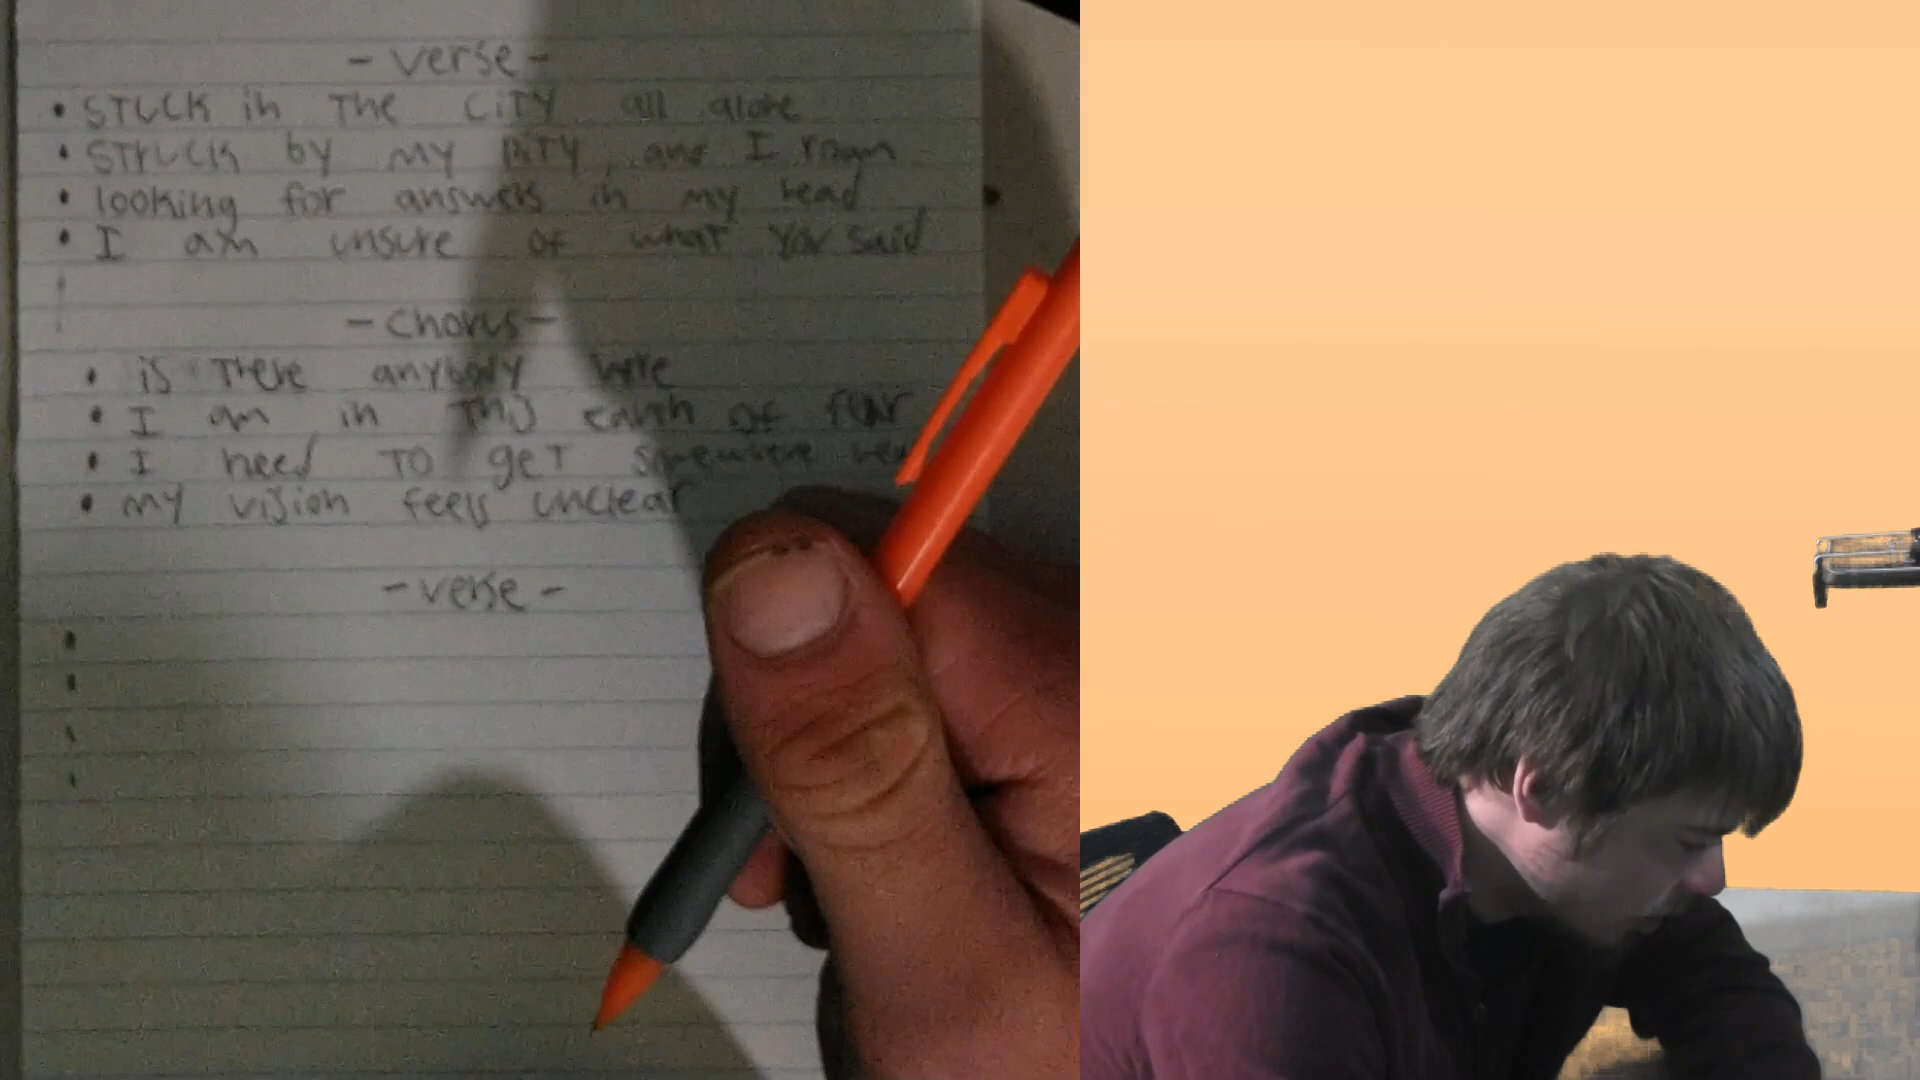 - verse -
• STUCK in The CiTY all alone
• STrUCK by my PiTY, and I roam
• looking for answers in my head
• I am unsure of what You said
- Chorus -
• is There anybody here
• I am in This earth of fear
• I need TO geT somewhere
• my vision feels unclear
- verse -